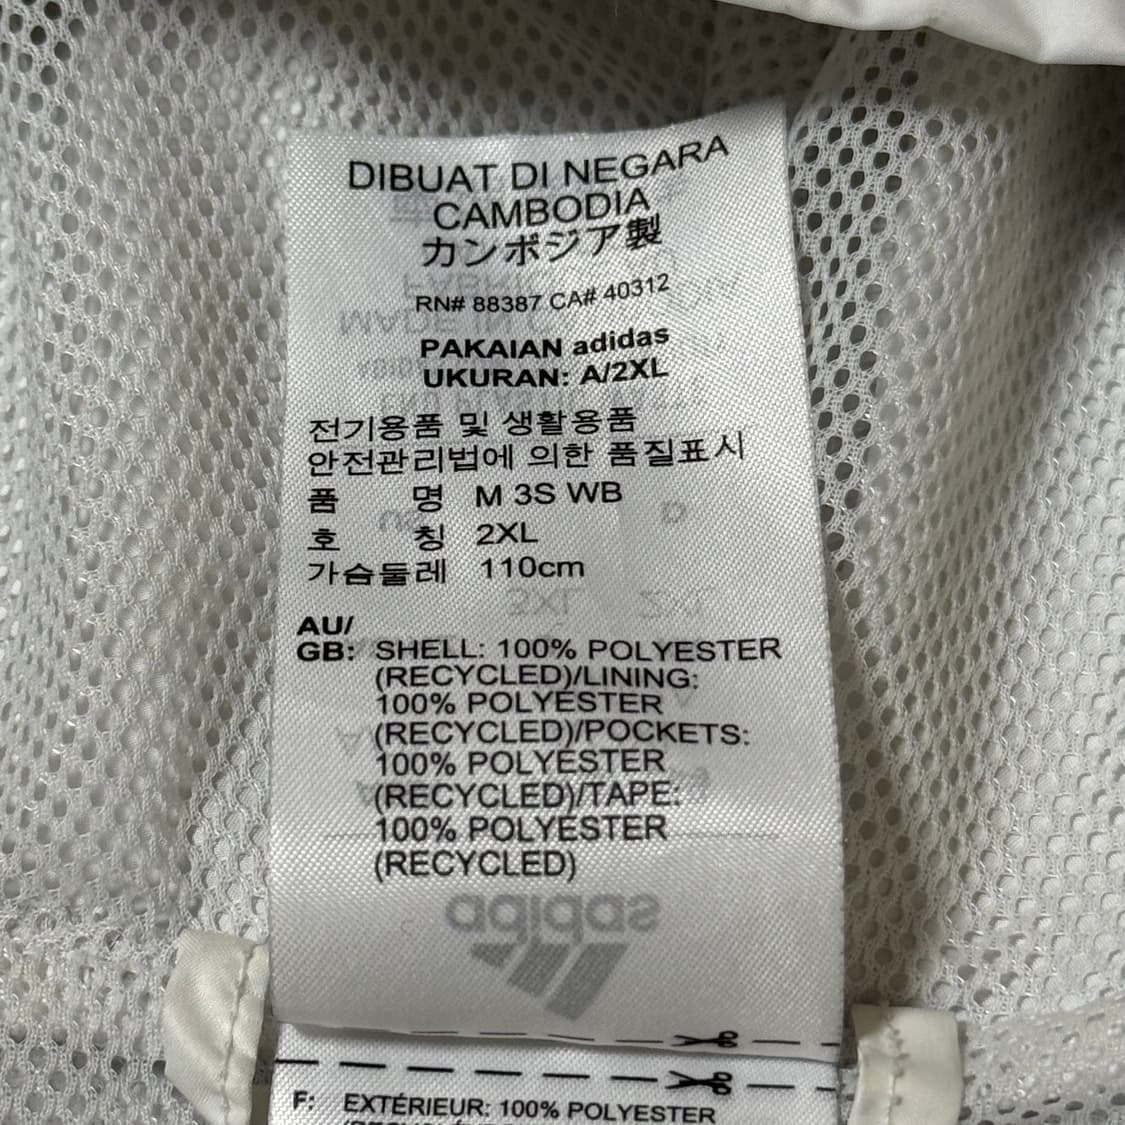 DIBUAT DI NEGARA
CAMBODIA
カンボジア製
RN# 88387 CA# 40312
PAKAIAN adidas
UKURAN: A/2XL
전기용품 및 생활용품
안전관리법에 의한 품질표시
품 명 M 3S WB
호 칭 2XL
가슴둘레 110cm
AU/
GB: SHELL: 100% POLYESTER
(RECYCLED)/LINING:
100% POLYESTER
(RECYCLED)/POCKETS:
100% POLYESTER
(RECYCLED)/TAPE:
100% POLYESTER
(RECYCLED)
adidas
F: EXTÉRIEUR: 100% POLYESTER